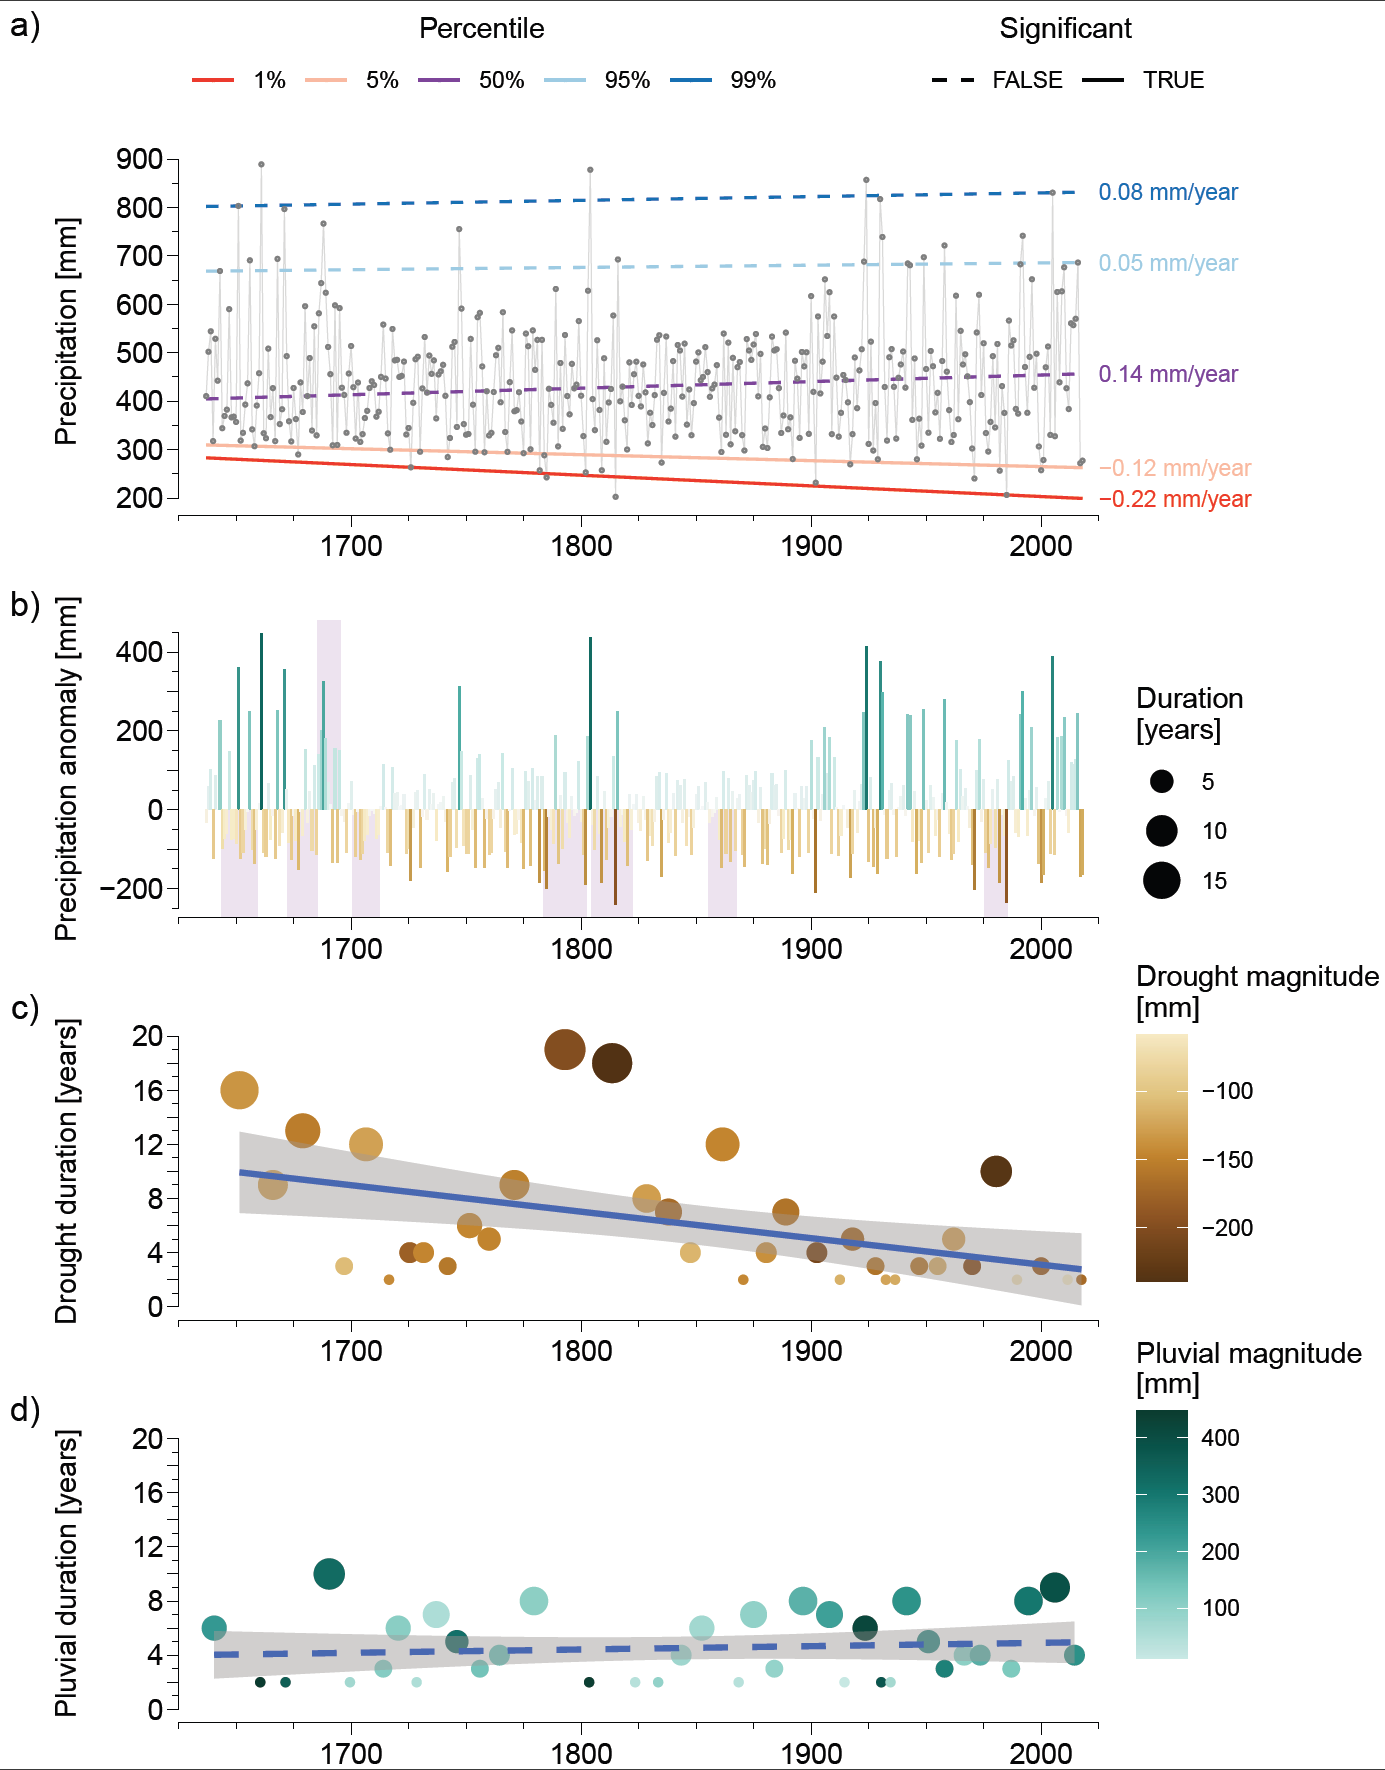 a)
Percentile
Significant
1% 5% 50% 95% 99%
FALSE TRUE
Precipitation [mm]
900
800
700
600
500
400
300
200
0.08 mm/year
0.05 mm/year
0.14 mm/year
−0.12 mm/year
−0.22 mm/year
1700 1800 1900 2000
b)
Precipitation anomaly [mm]
400
200
0
−200
1700 1800 1900 2000
Duration
[years]
5
10
15
c)
Drought duration [years]
20
16
12
8
4
0
1700 1800 1900 2000
Drought magnitude
[mm]
−100
−150
−200
d)
Pluvial duration [years]
20
16
12
8
4
0
1700 1800 1900 2000
Pluvial magnitude
[mm]
400
300
200
100